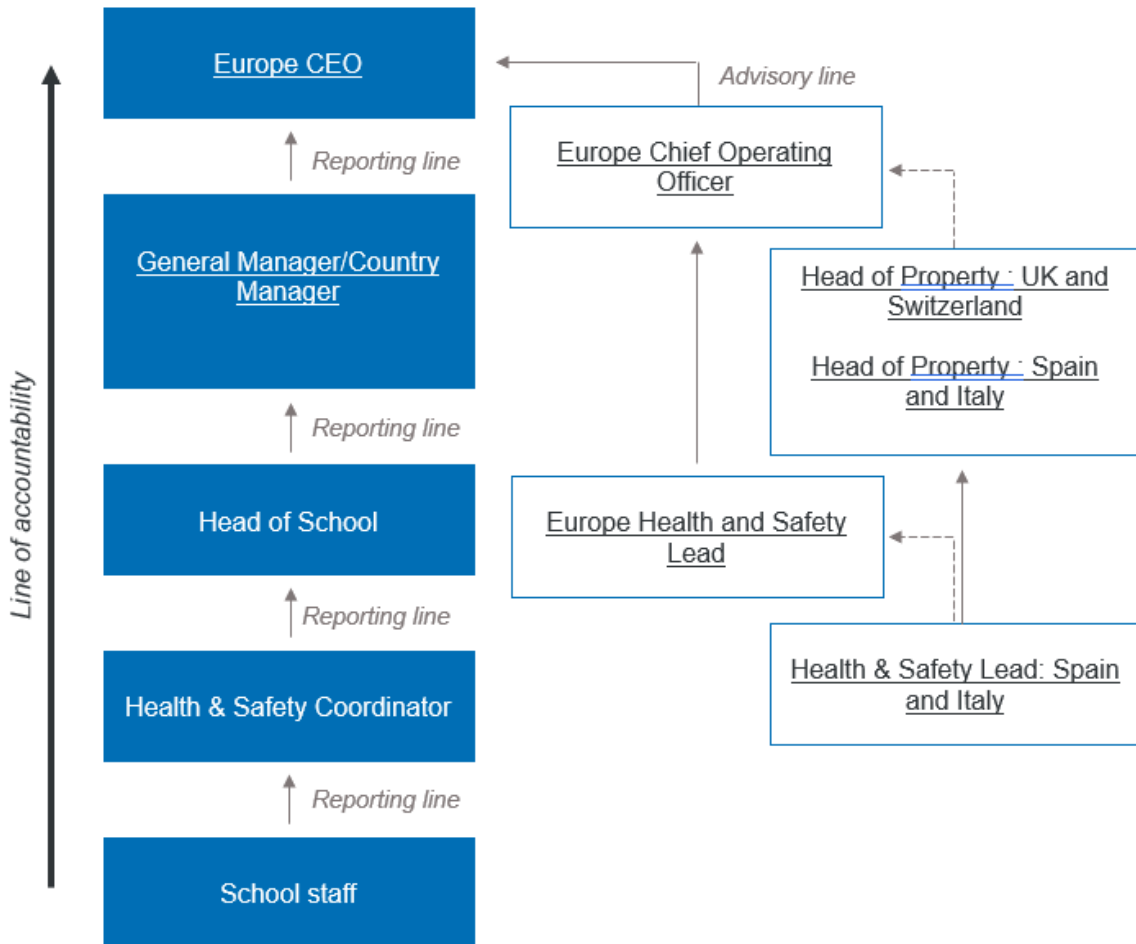 Europe CEO
Advisory line
Europe Chief Operating
Officer
Reporting line
General Manager/Country
Manager
Head of Property : UK and
Switzerland
Head of Property : Spain
and Italy
Line of accountability
Reporting line
Head of School
Europe Health and Safety
Lead
Reporting line
Health & Safety Coordinator
Health & Safety Lead: Spain
and Italy
Reporting line
School staff